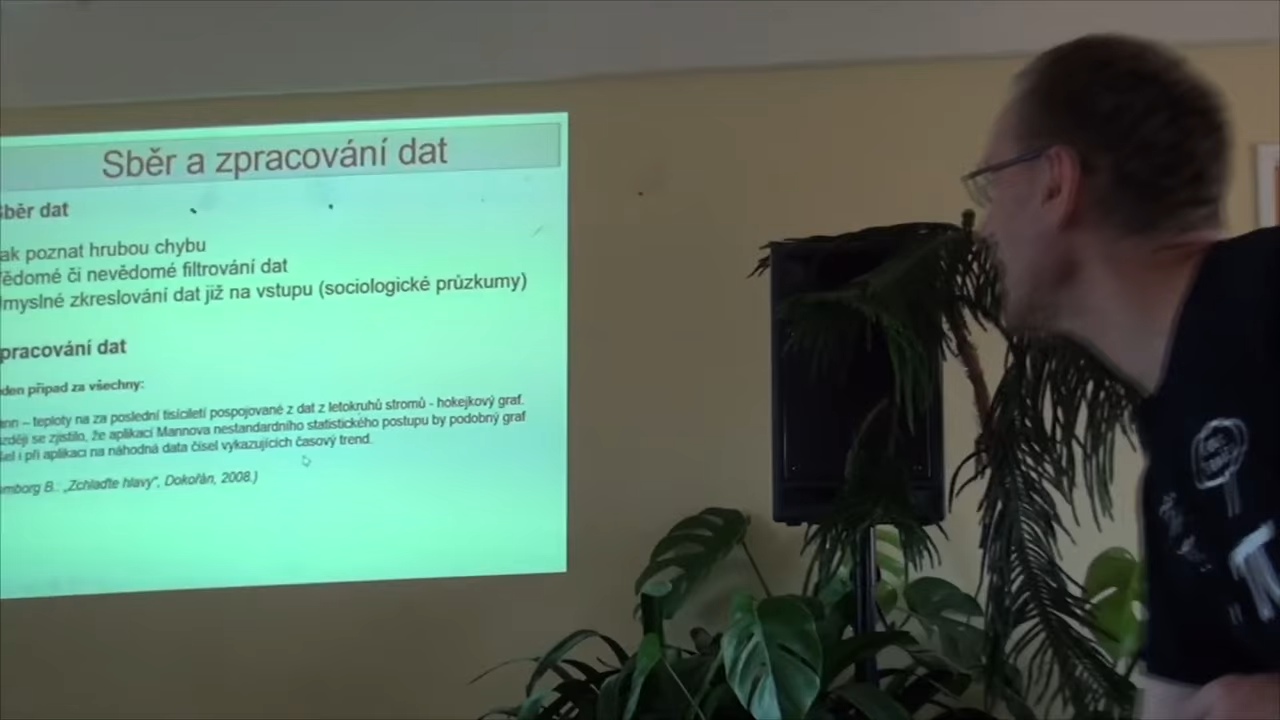 Sběr a zpracování dat
Sběr dat
ak poznat hrubou chybu
ědomé či nevědomé filtrování dat
myslné zkreslování dat již na vstupu (sociologické průzkumy)
pracování dat
den případ za všechny:
ann – teploty na za poslední tisíciletí pospojované z dat z letokruhů stromů - hokejkový graf.
zději se zjistilo, že aplikací Mannova nestandardního statistického postupu by podobný graf
šel i při aplikaci na náhodná data čísel vykazujících časový trend.
omborg B.: „Zchlaďte hlavy", Dokořán, 2008.)